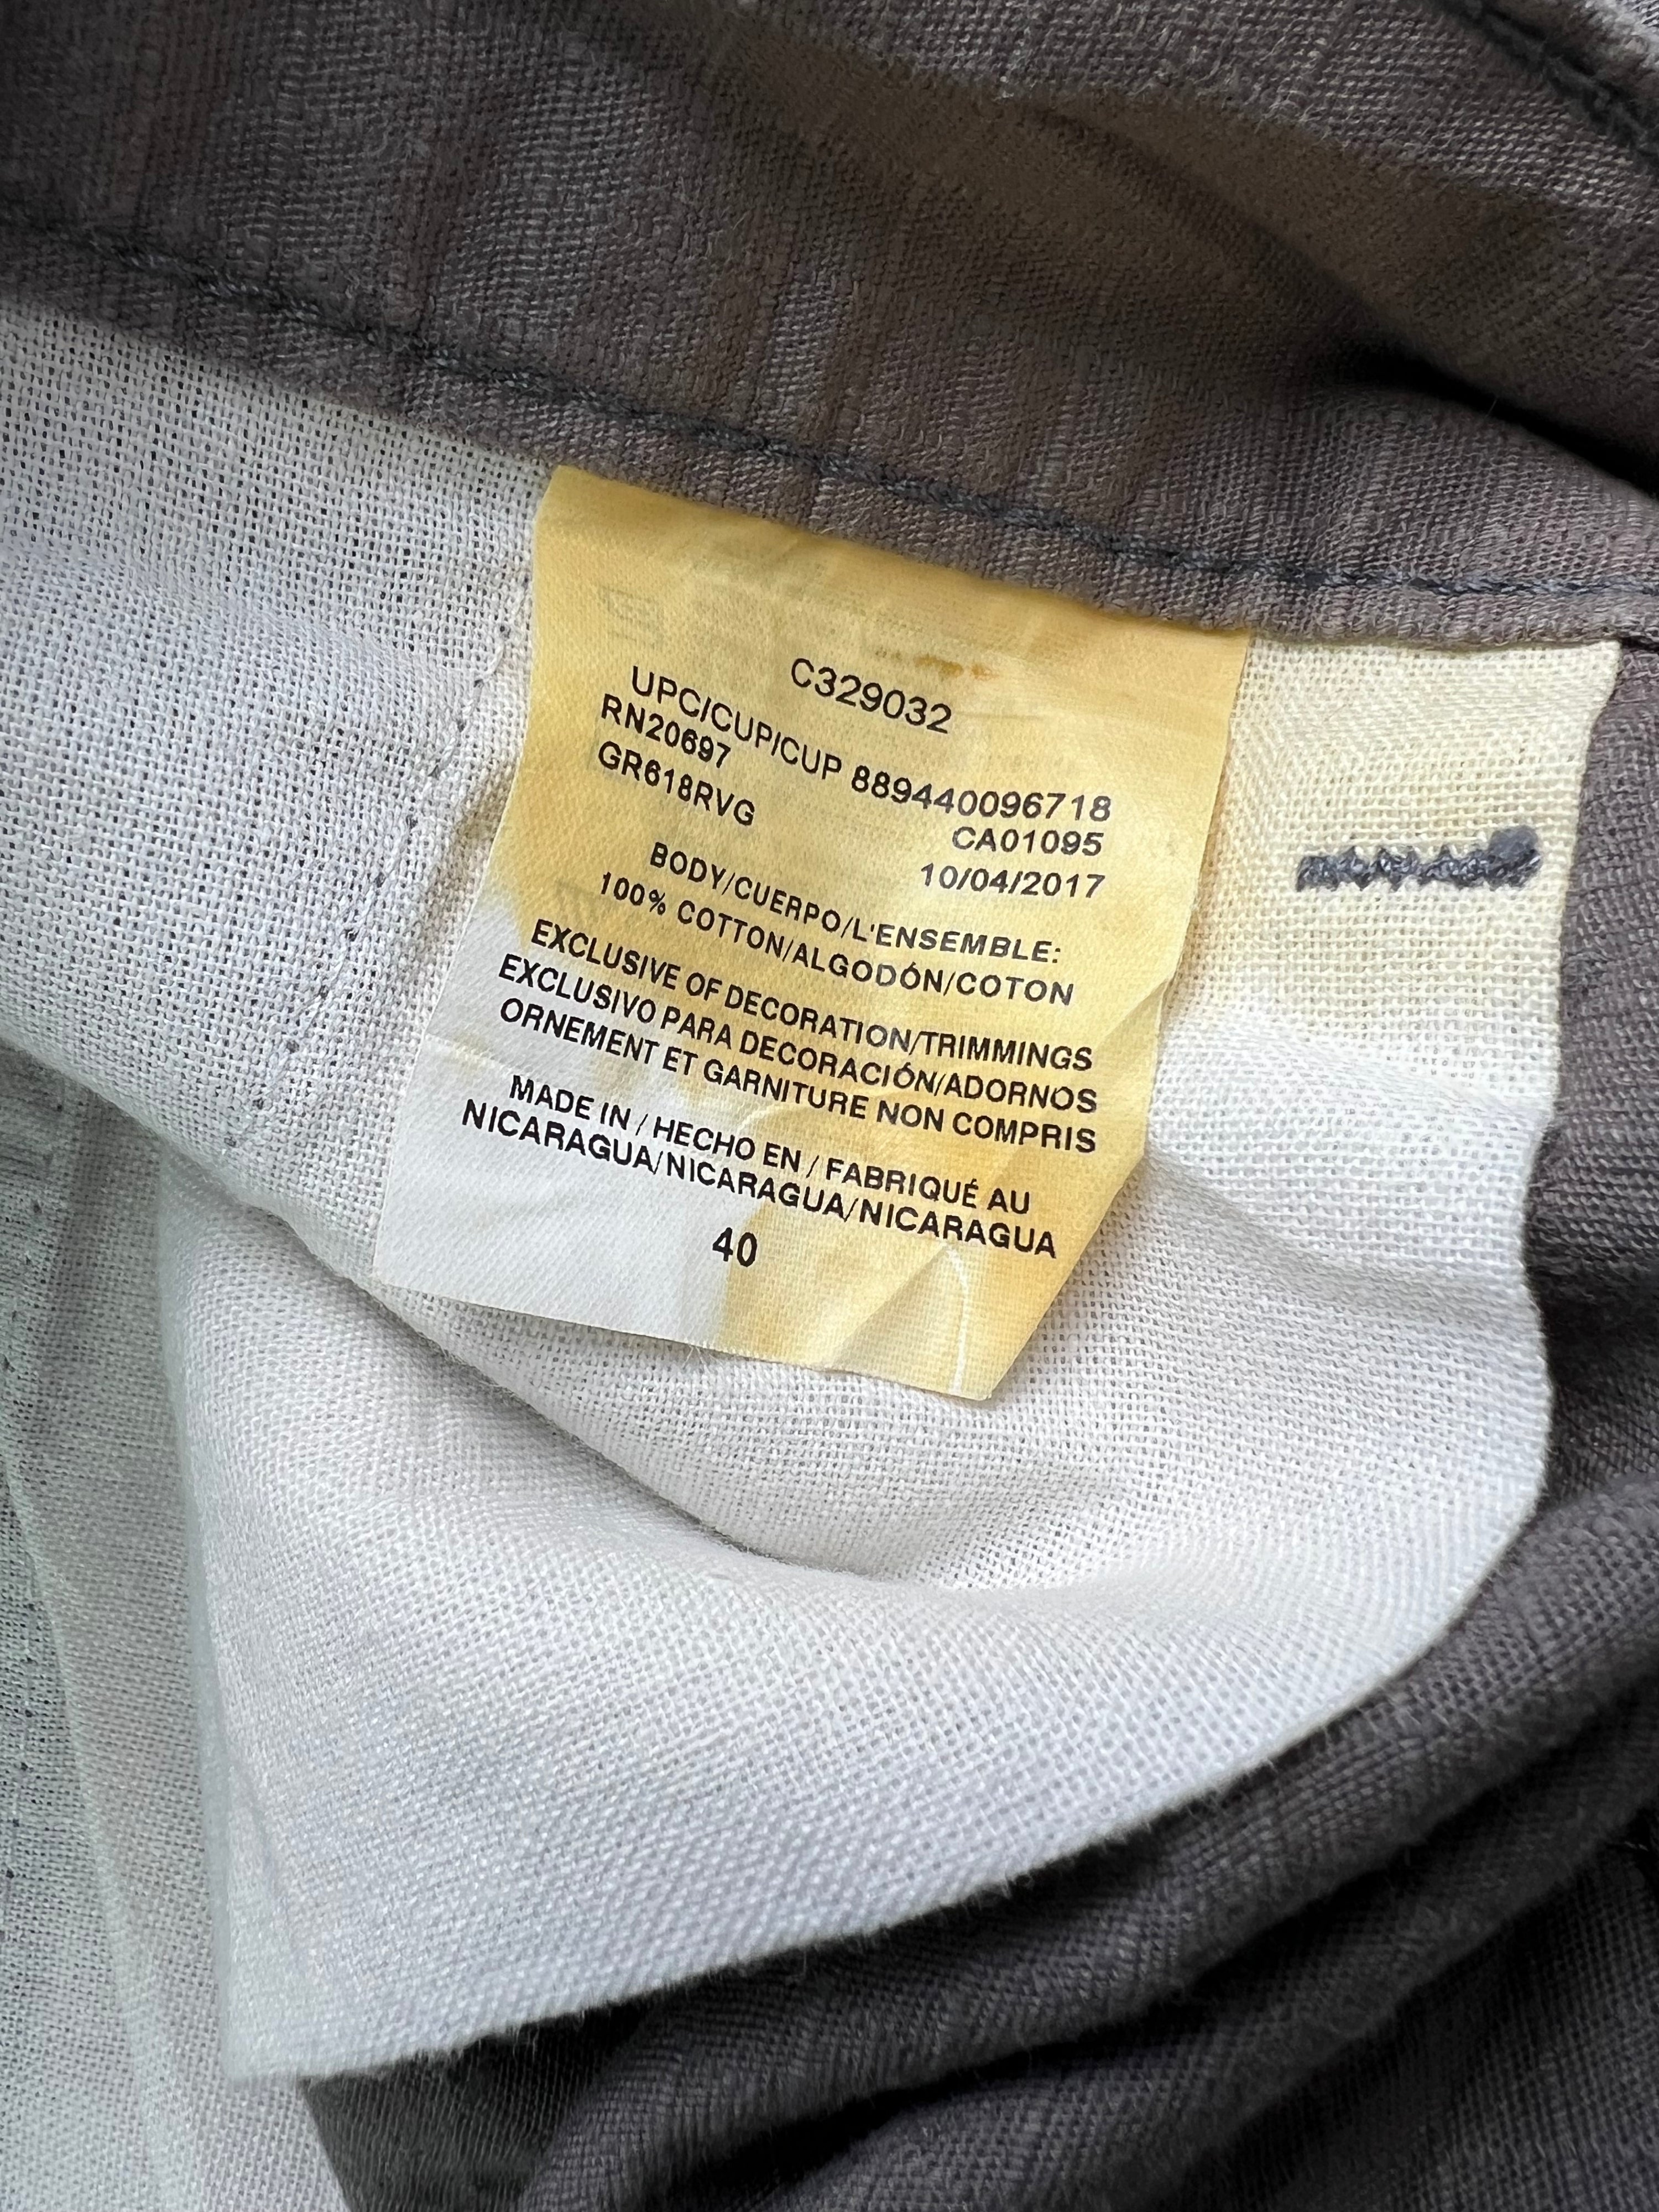 C329032
UPC/CUP/CUP 889440096718
RN20697 CA01095
GR618RVG 10/04/2017
BODY/CUERPO/L'ENSEMBLE:
100% COTTON/ALGODÓN/COTON
EXCLUSIVE OF DECORATION/TRIMMINGS
EXCLUSIVO PARA DECORACIÓN/ADORNOS
ORNEMENT ET GARNITURE NON COMPRIS
MADE IN / HECHO EN / FABRIQUÉ AU
NICARAGUA/NICARAGUA/NICARAGUA
40